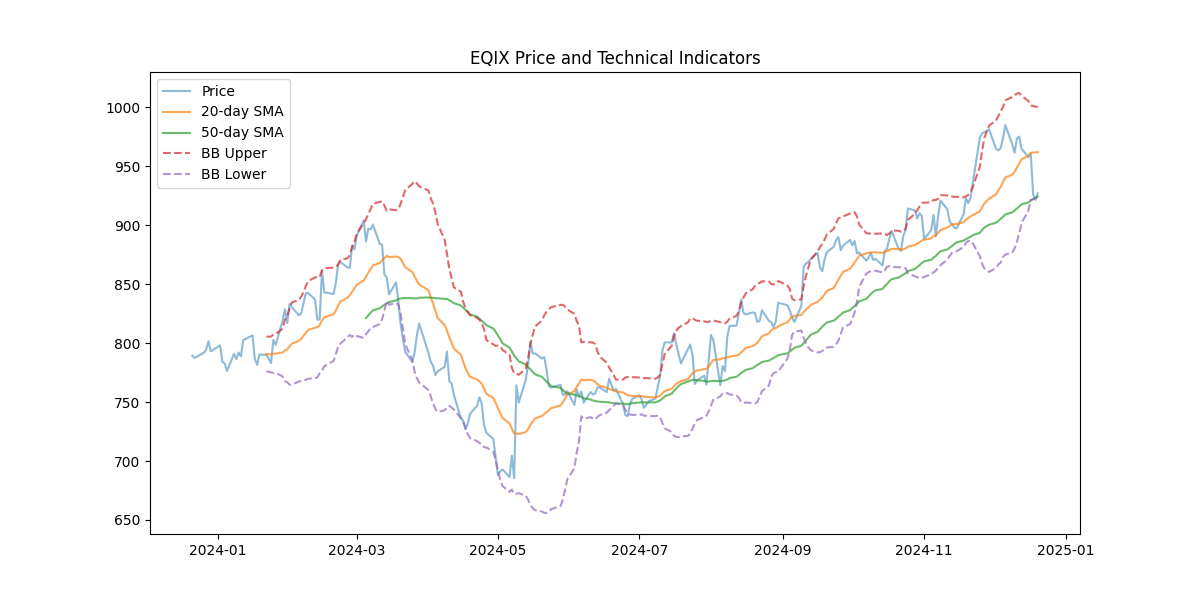 EQIX Price and Technical Indicators
Price
20-day SMA
50-day SMA
BB Upper
BB Lower
1000
950
900
850
800
750
700
650
2024-01
2024-03
2024-05
2024-07
2024-09
2024-11
2025-01